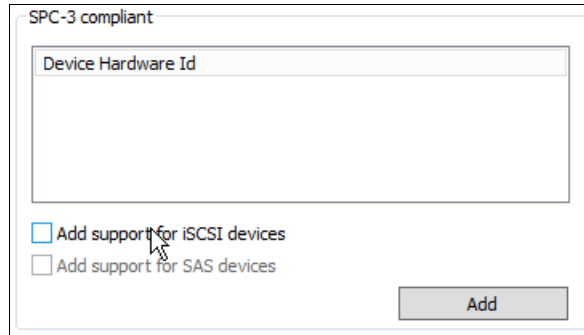 SPC-3 compliant
Device Hardware Id
Add support for iSCSI devices
Add support for SAS devices
Add